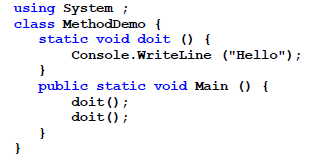 using System ;
class MethodDemo {
   static void doit () {
       Console.WriteLine ("Hello");
   }
   public static void Main () {
       doit();
       doit();
   }
}